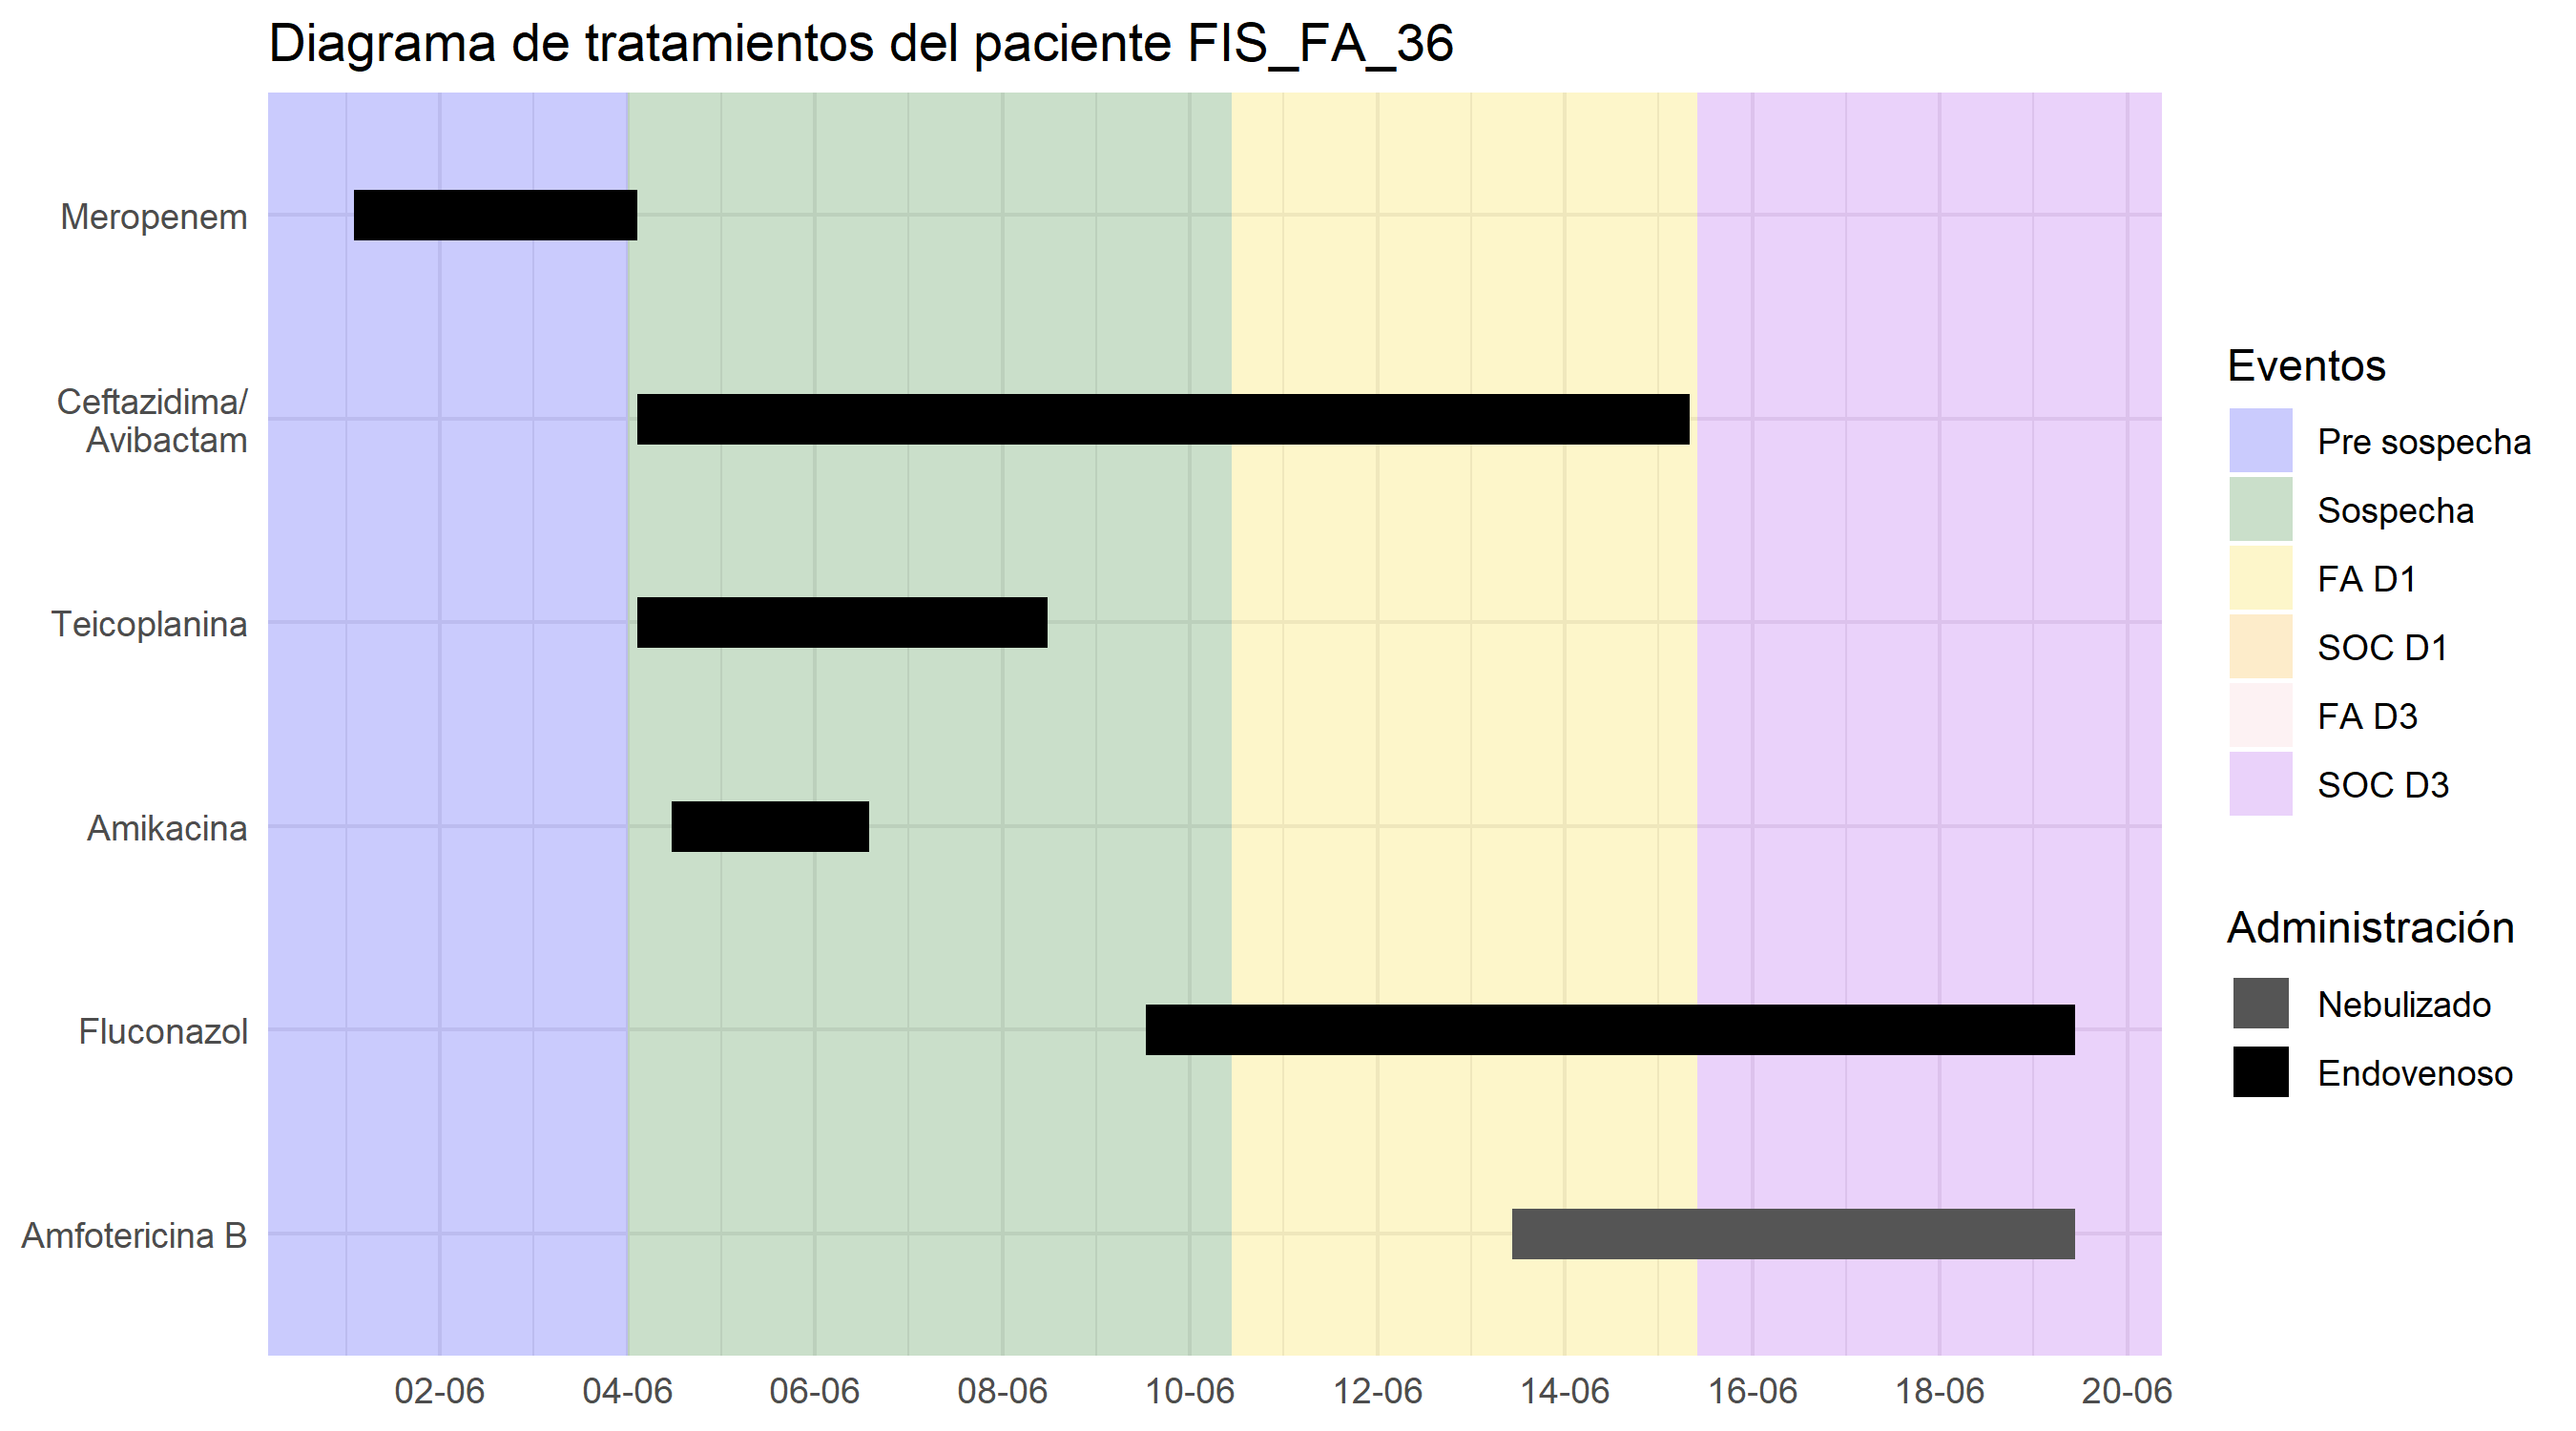 Diagrama de tratamientos del paciente FIS_FA_36
Meropenem
Ceftazidima/
Avibactam
Teicoplanina
Amikacina
Fluconazol
Amfotericina B
02-06 04-06 06-06 08-06 10-06 12-06 14-06 16-06 18-06 20-06
Eventos
Pre sospecha
Sospecha
FA D1
SOC D1
FA D3
SOC D3
Administración
Nebulizado
Endovenoso